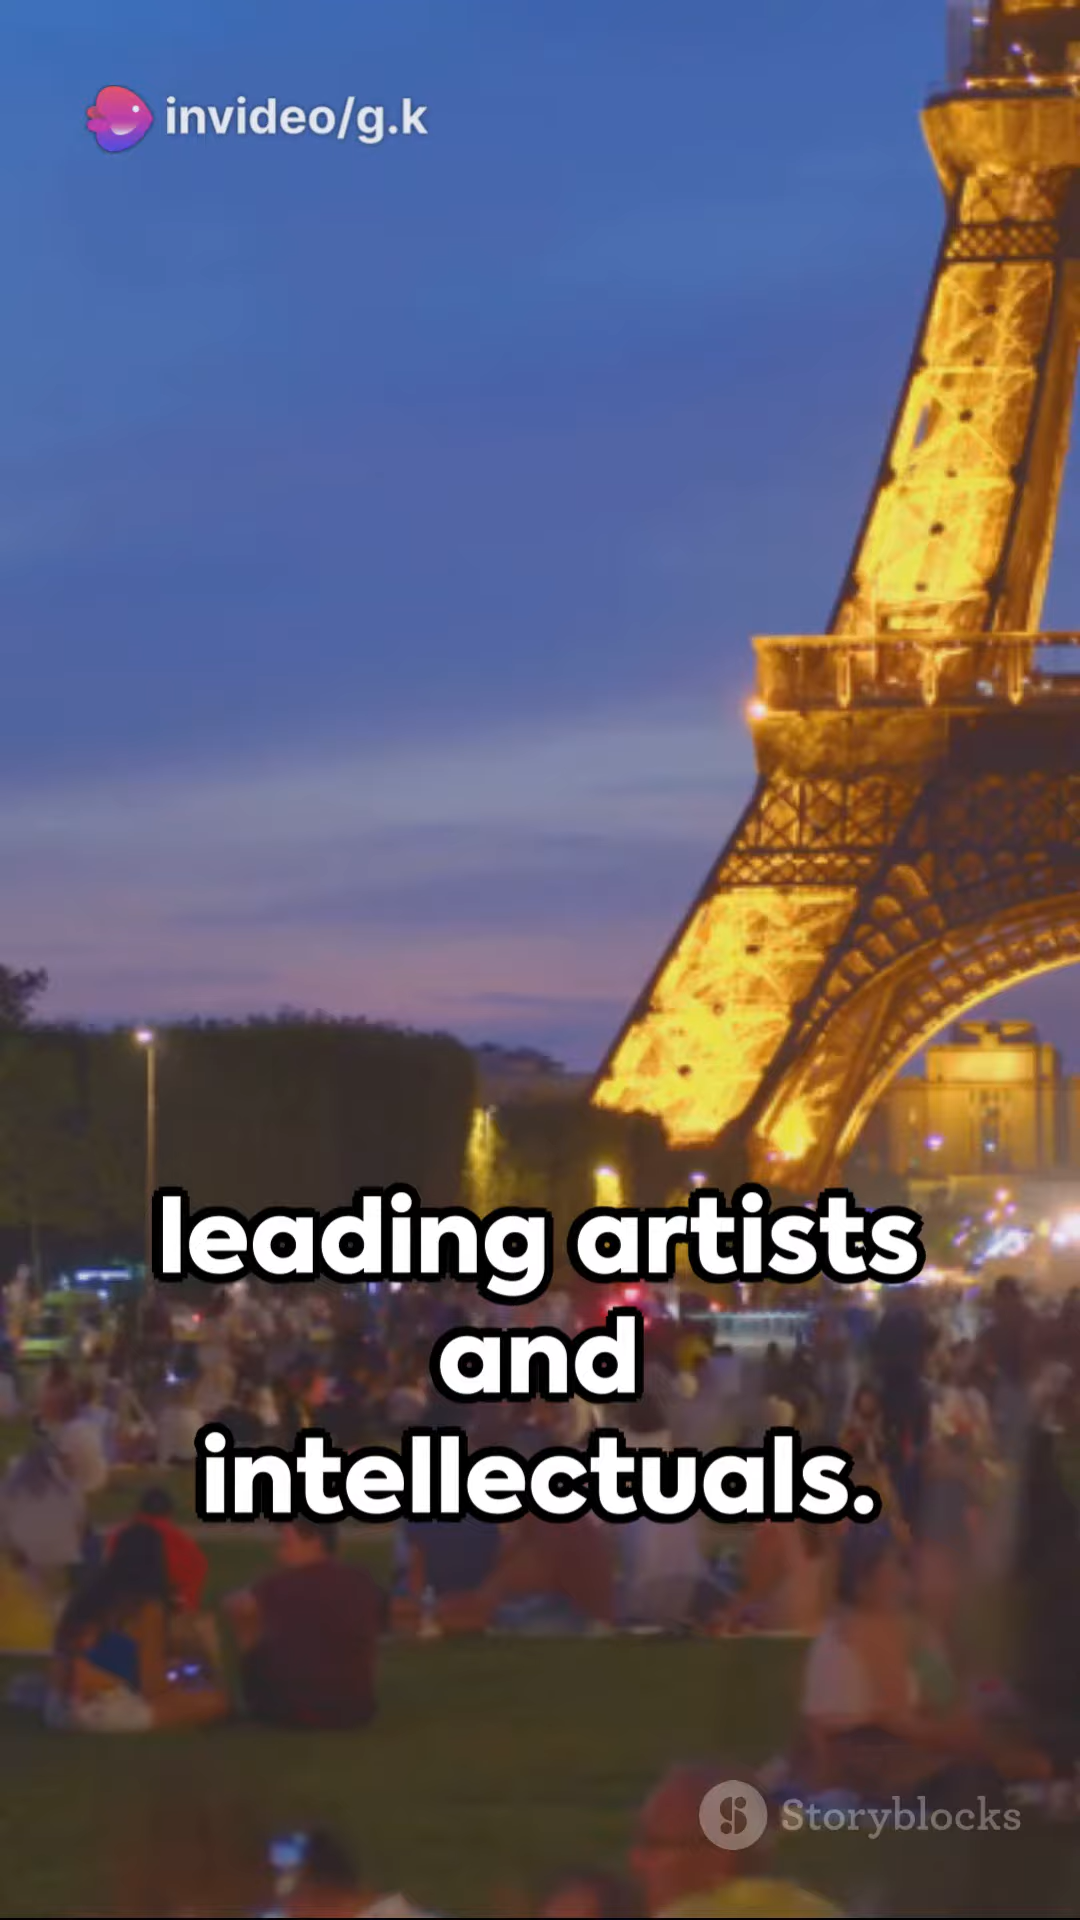 invideo/g.k
leading artists
and
intellectuals.
Storyblocks